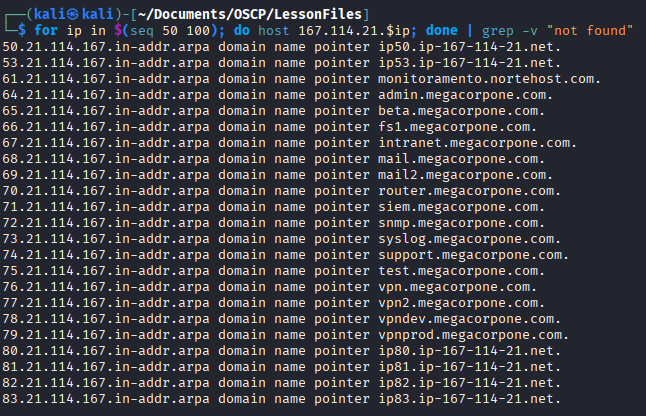 ┌──(kali㉿kali)-[~/Documents/OSCP/LessonFiles]
└─$ for ip in $(seq 50 100); do host 167.114.21.$ip; done | grep -v "not found"
50.21.114.167.in-addr.arpa domain name pointer ip50.ip-167-114-21.net.
53.21.114.167.in-addr.arpa domain name pointer ip53.ip-167-114-21.net.
61.21.114.167.in-addr.arpa domain name pointer monitoramento.nortehost.com.
64.21.114.167.in-addr.arpa domain name pointer admin.megacorpone.com.
65.21.114.167.in-addr.arpa domain name pointer beta.megacorpone.com.
66.21.114.167.in-addr.arpa domain name pointer fs1.megacorpone.com.
67.21.114.167.in-addr.arpa domain name pointer intranet.megacorpone.com.
68.21.114.167.in-addr.arpa domain name pointer mail.megacorpone.com.
69.21.114.167.in-addr.arpa domain name pointer mail2.megacorpone.com.
70.21.114.167.in-addr.arpa domain name pointer router.megacorpone.com.
71.21.114.167.in-addr.arpa domain name pointer siem.megacorpone.com.
72.21.114.167.in-addr.arpa domain name pointer snmp.megacorpone.com.
73.21.114.167.in-addr.arpa domain name pointer syslog.megacorpone.com.
74.21.114.167.in-addr.arpa domain name pointer support.megacorpone.com.
75.21.114.167.in-addr.arpa domain name pointer test.megacorpone.com.
76.21.114.167.in-addr.arpa domain name pointer vpn.megacorpone.com.
77.21.114.167.in-addr.arpa domain name pointer vpn2.megacorpone.com.
78.21.114.167.in-addr.arpa domain name pointer vpndev.megacorpone.com.
79.21.114.167.in-addr.arpa domain name pointer vpnprod.megacorpone.com.
80.21.114.167.in-addr.arpa domain name pointer ip80.ip-167-114-21.net.
81.21.114.167.in-addr.arpa domain name pointer ip81.ip-167-114-21.net.
82.21.114.167.in-addr.arpa domain name pointer ip82.ip-167-114-21.net.
83.21.114.167.in-addr.arpa domain name pointer ip83.ip-167-114-21.net.